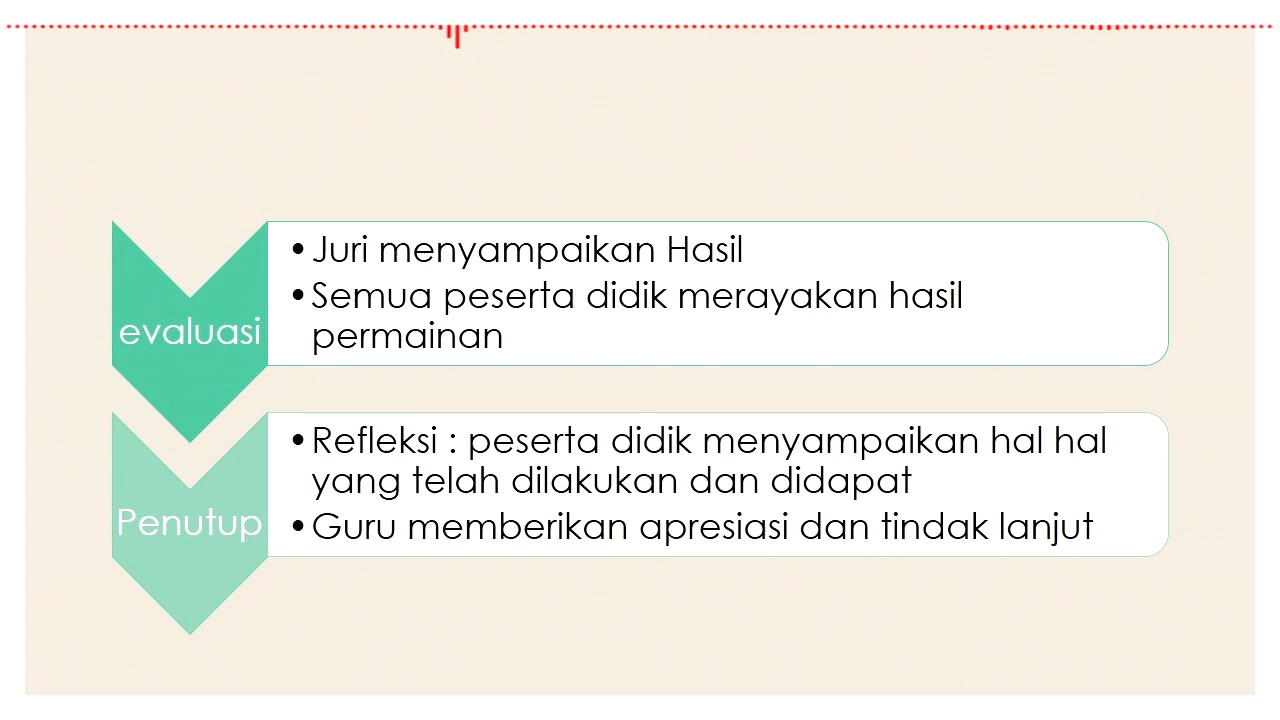 evaluasi
• Juri menyampaikan Hasil
• Semua peserta didik merayakan hasil
permainan
Penutup
• Refleksi : peserta didik menyampaikan hal hal
yang telah dilakukan dan didapat
• Guru memberikan apresiasi dan tindak lanjut